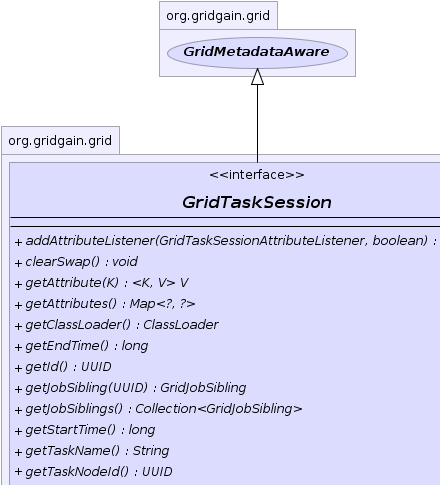 org.gridgain.grid
GridMetadataAware
org.gridgain.grid
<<interface>>
GridTaskSession
+ addAttributeListener(GridTaskSessionAttributeListener, boolean) :
+ clearSwap() : void
+ getAttribute(K) : <K, V> V
+ getAttributes() : Map<?, ?>
+ getClassLoader() : ClassLoader
+ getEndTime() : long
+ getId() : UUID
+ getJobSibling(UUID) : GridJobSibling
+ getJobSiblings() : Collection<GridJobSibling>
+ getStartTime() : long
+ getTaskName() : String
+ getTaskNodeId() : UUID